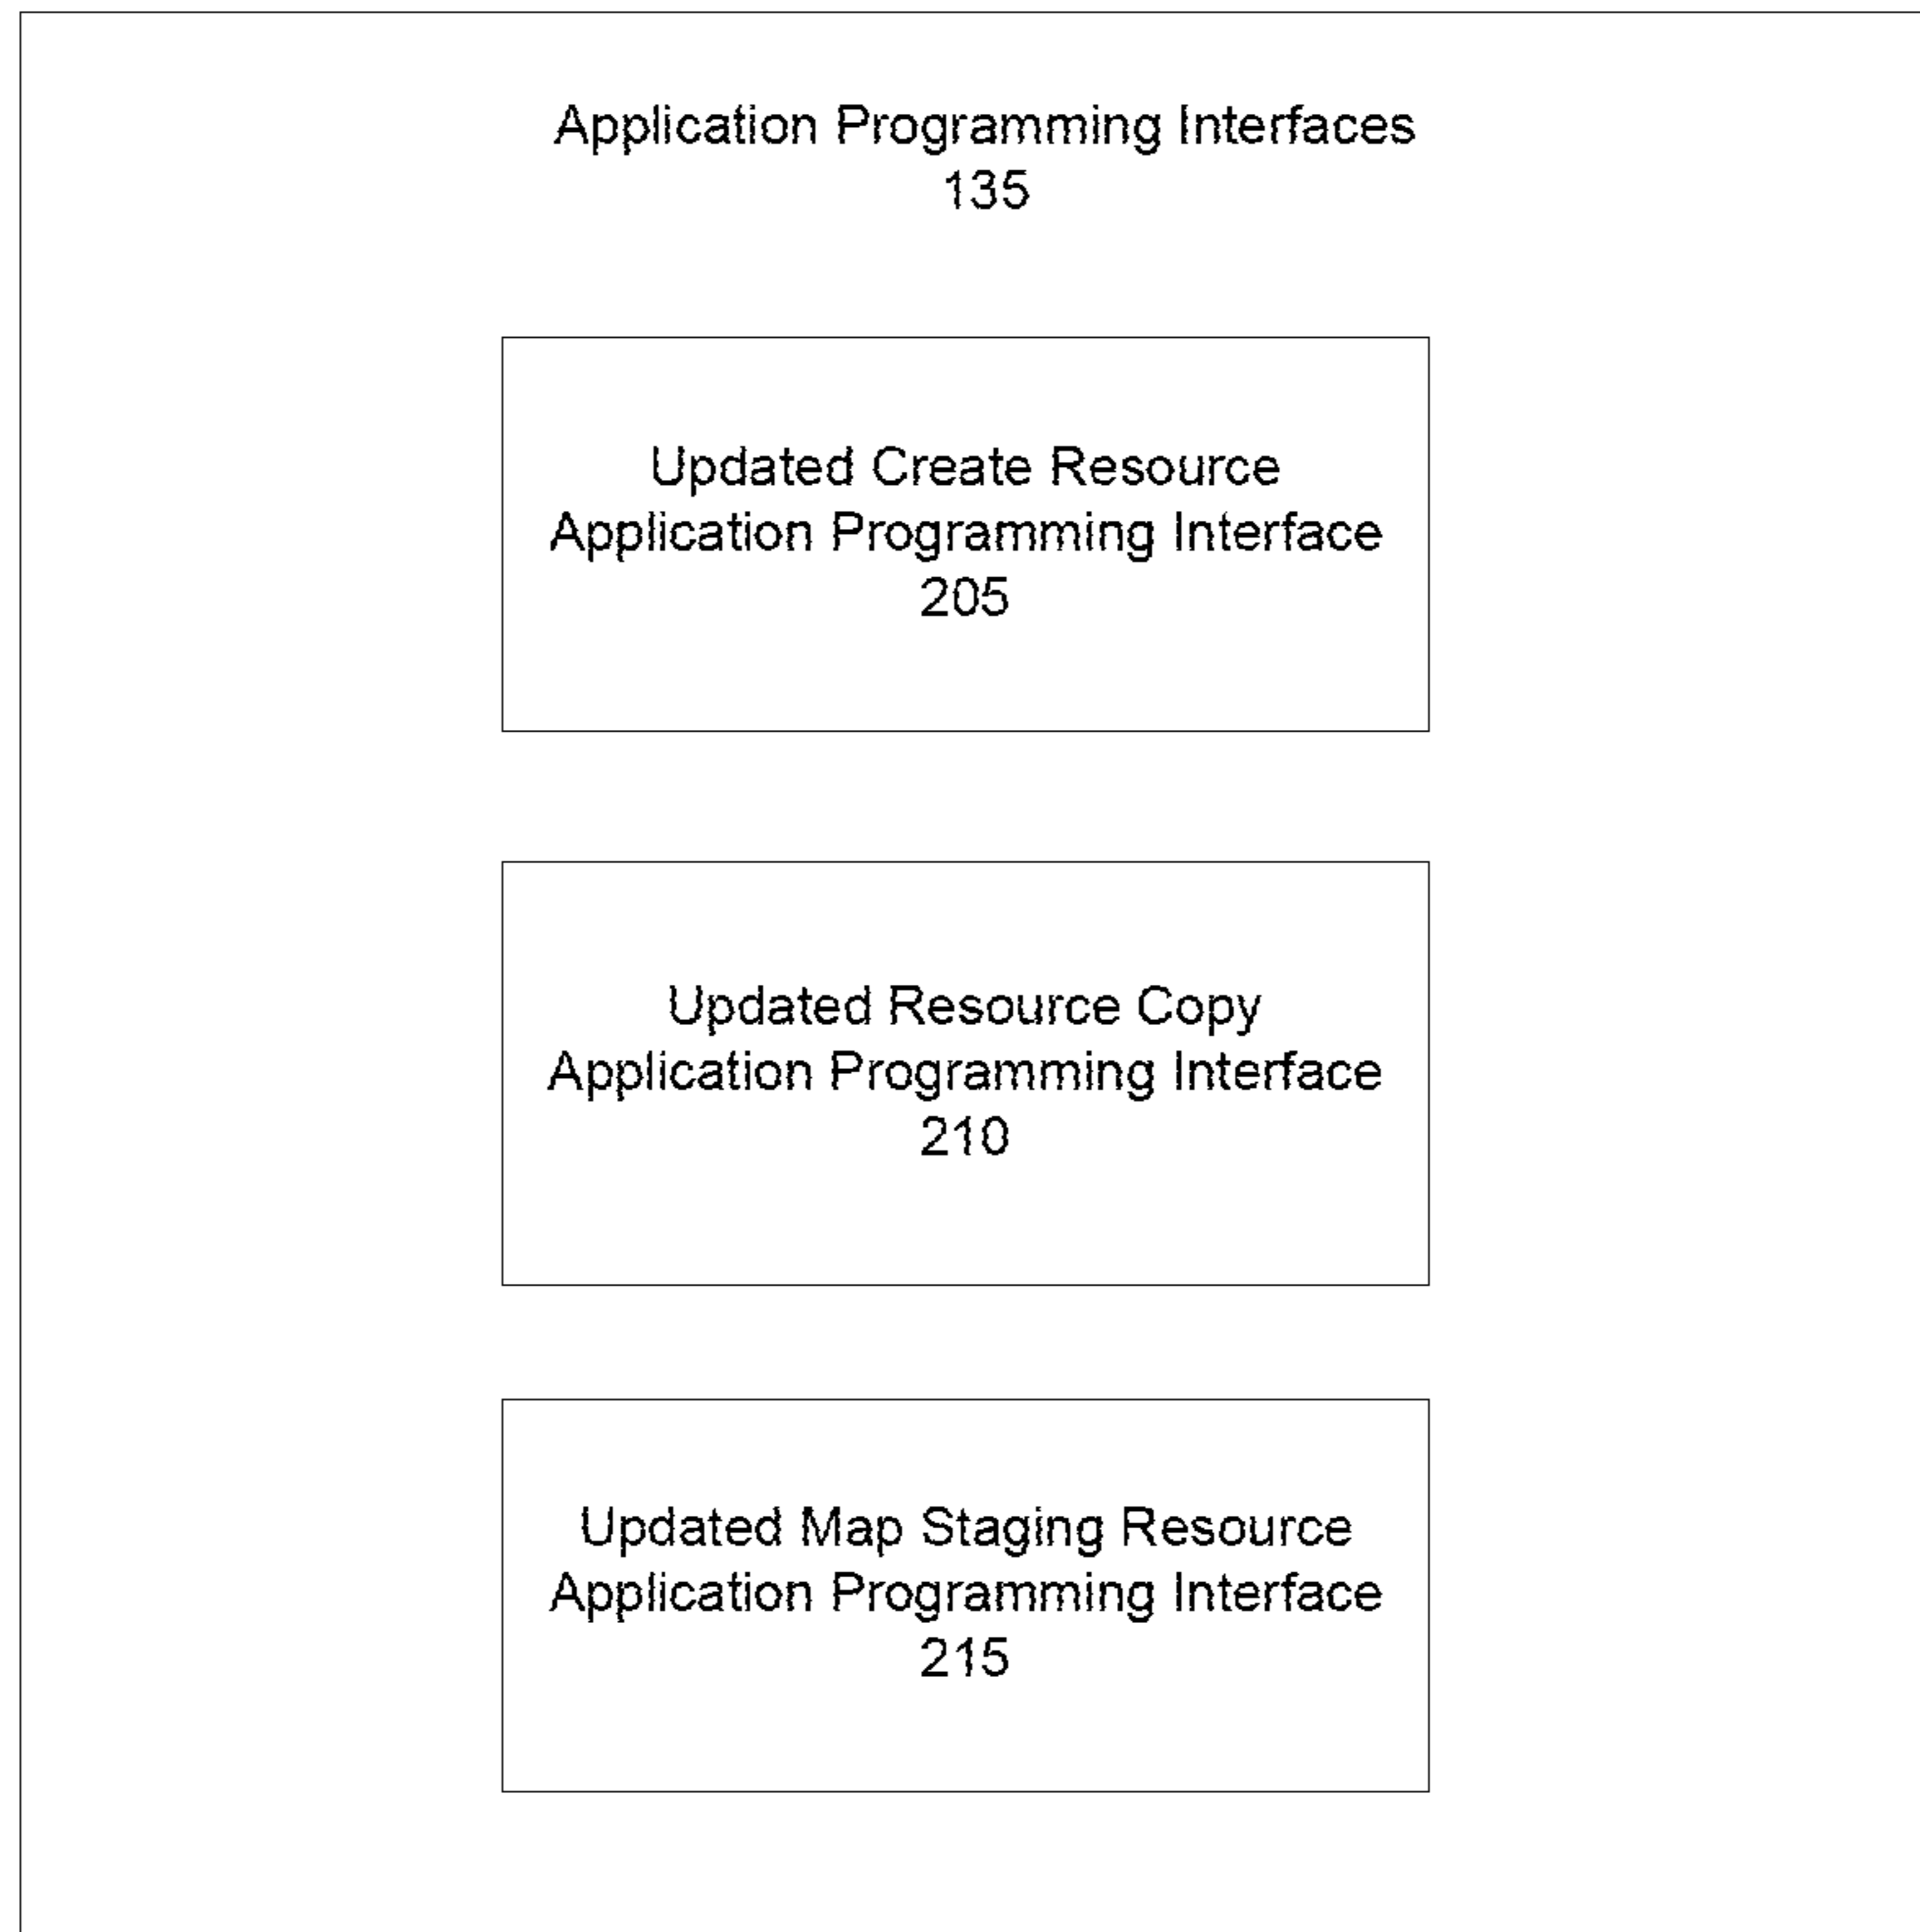 Application Programming Interfaces
135
Updated Create Resource
Application Programming Interface
205
Updated Resource Copy
Application Programming Interface
210
Updated Map Staging Resource
Application Programming Interface
215